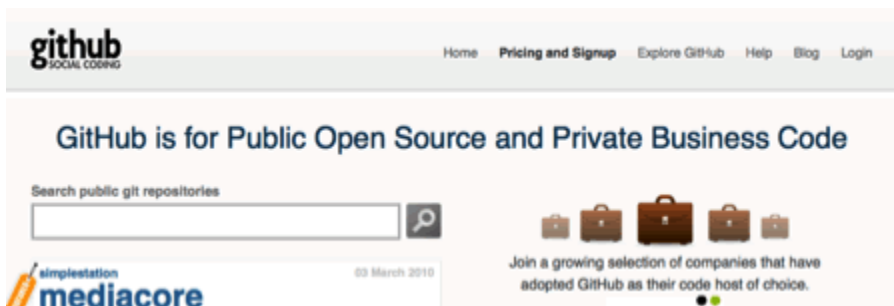 github
SOCIAL CODING
Home Pricing and Signup Explore GitHub Help Blog Login
GitHub is for Public Open Source and Private Business Code
Search public git repositories
simplestation
03 March 2010
mediacore
Join a growing selection of companies that have
adopted GitHub as their code host of choice.